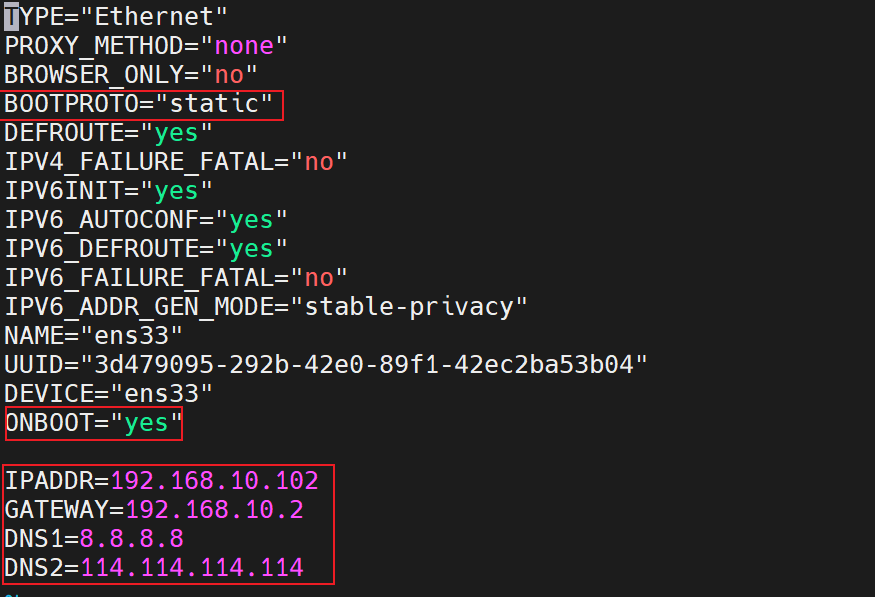 TYPE="Ethernet"
PROXY_METHOD="none"
BROWSER_ONLY="no"
BOOTPROTO="static"
DEFROUTE="yes"
IPV4_FAILURE_FATAL="no"
IPV6INIT="yes"
IPV6_AUTOCONF="yes"
IPV6_DEFROUTE="yes"
IPV6_FAILURE_FATAL="no"
IPV6_ADDR_GEN_MODE="stable-privacy"
NAME="ens33"
UUID="3d479095-292b-42e0-89f1-42ec2ba53b04"
DEVICE="ens33"
ONBOOT="yes"
IPADDR=192.168.10.102
GATEWAY=192.168.10.2
DNS1=8.8.8.8
DNS2=114.114.114.114